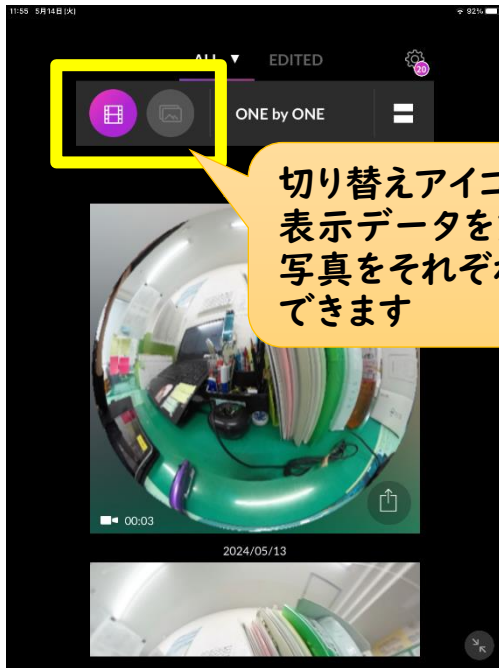 11:55 5月14日(火)
92%
ALL ▼ EDITED
20
ONE by ONE
切り替えアイコ
表示データを
写真をそれぞれ
できます
00:03
2024/05/13